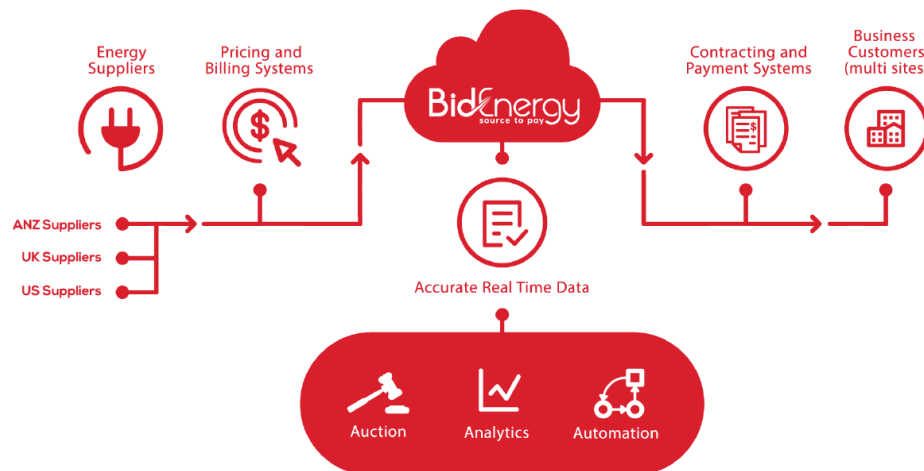 Energy
Suppliers
Pricing and
Billing Systems
BidEnergy
source to pay
Contracting and
Payment Systems
Business
Customers
(multi sites
$
$
ANZ Suppliers
UK Suppliers
US Suppliers
Accurate Real Time Data
Auction
Analytics
Automation